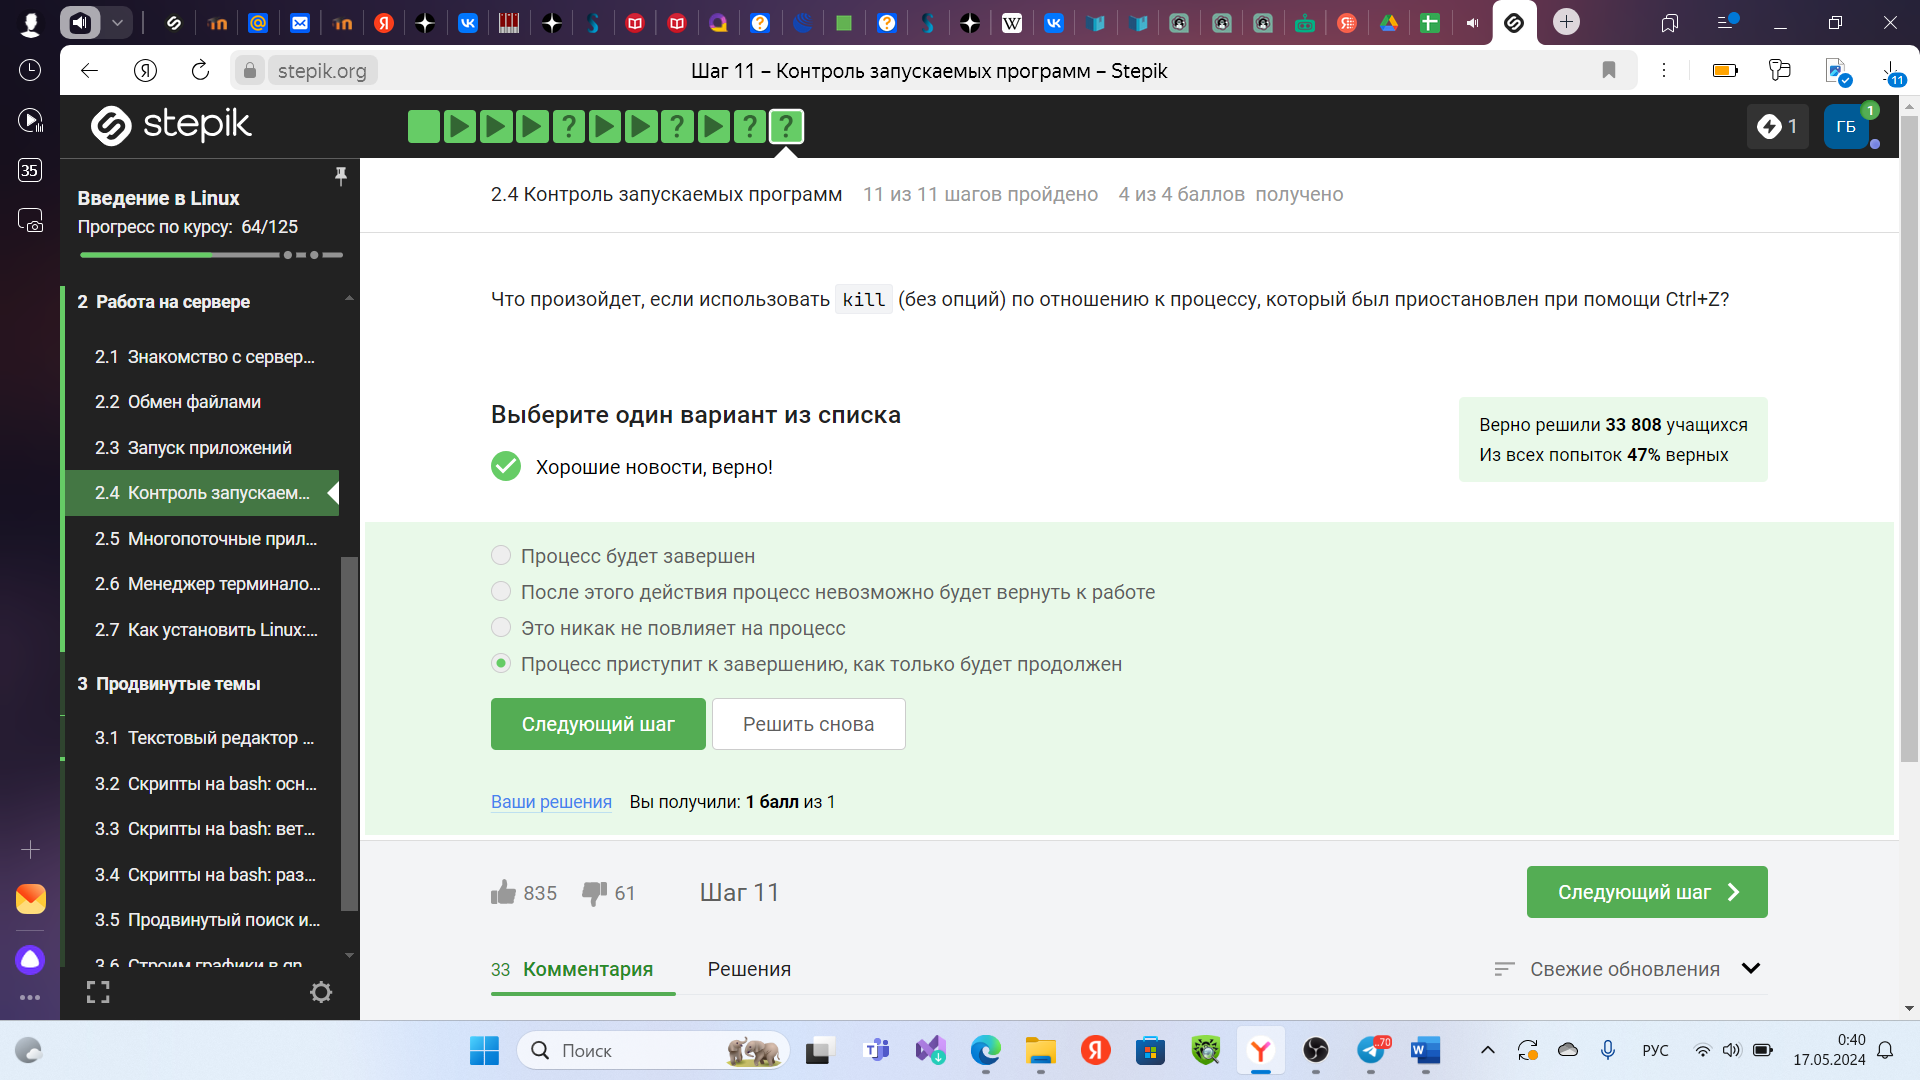 stepik.org
Шаг 11 – Контроль запускаемых программ – Stepik
11
35
stepik
1
ГБ
1
Введение в Linux
Прогресс по курсу: 64/125
2 Работа на сервере
2.1 Знакомство с сервер...
2.2 Обмен файлами
2.3 Запуск приложений
2.4 Контроль запускаем...
2.5 Многопоточные прил...
2.6 Менеджер терминало...
2.7 Как установить Linux:...
3 Продвинутые темы
3.1 Текстовый редактор ...
3.2 Скрипты на bash: осн...
3.3 Скрипты на bash: вет...
3.4 Скрипты на bash: раз...
3.5 Продвинутый поиск и...
3.6 Строим графики в gn...
2.4 Контроль запускаемых программ 11 из 11 шагов пройдено 4 из 4 баллов получено
Что произойдет, если использовать kill (без опций) по отношению к процессу, который был приостановлен при помощи Ctrl+Z?
Выберите один вариант из списка
Хорошие новости, верно!
Верно решили 33 808 учащихся
Из всех попыток 47% верных
Процесс будет завершен
После этого действия процесс невозможно будет вернуть к работе
Это никак не повлияет на процесс
Процесс приступит к завершению, как только будет продолжен
Следующий шаг Решить снова
Ваши решения Вы получили: 1 балл из 1
835 61 Шаг 11
Следующий шаг
33 Комментария Решения
Свежие обновления
Поиск
..70
РУС
0:40
17.05.2024